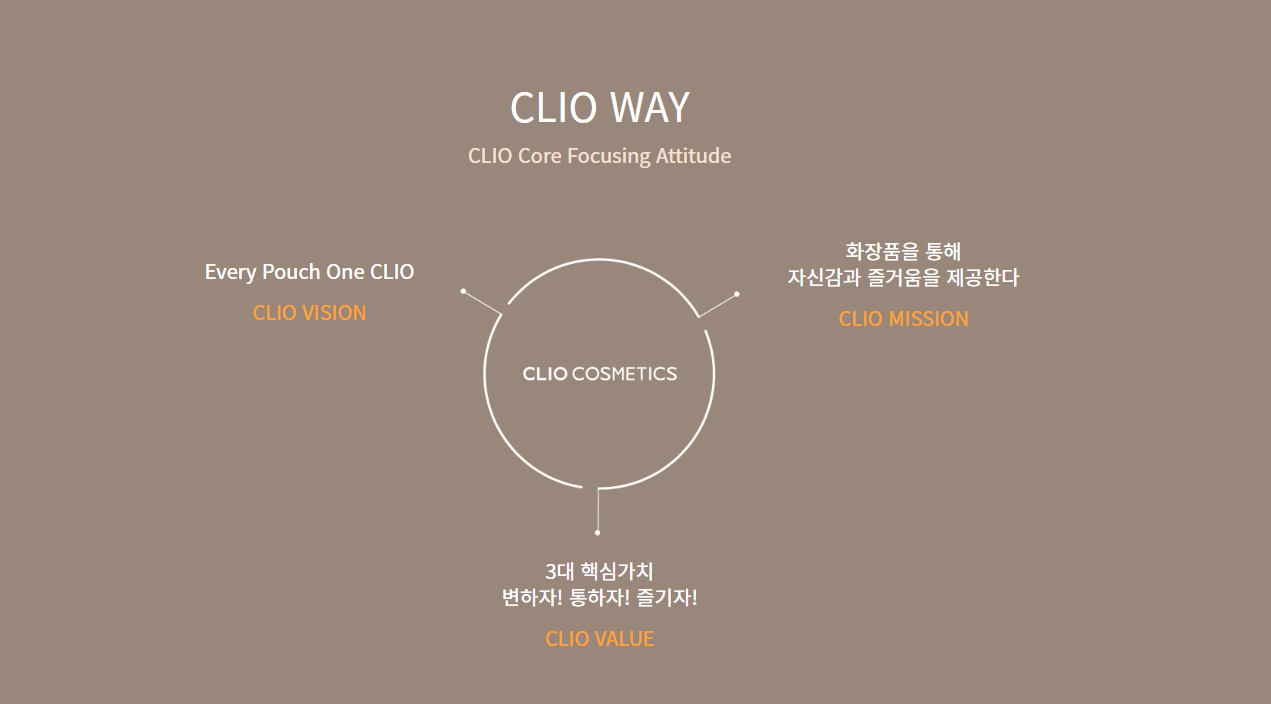 CLIO WAY
CLIO Core Focusing Attitude
Every Pouch One CLIO
CLIO VISION
화장품을 통해
자신감과 즐거움을 제공한다
CLIO MISSION
CLIO COSMETICS
3대 핵심가치
변하자! 통하자! 즐기자!
CLIO VALUE